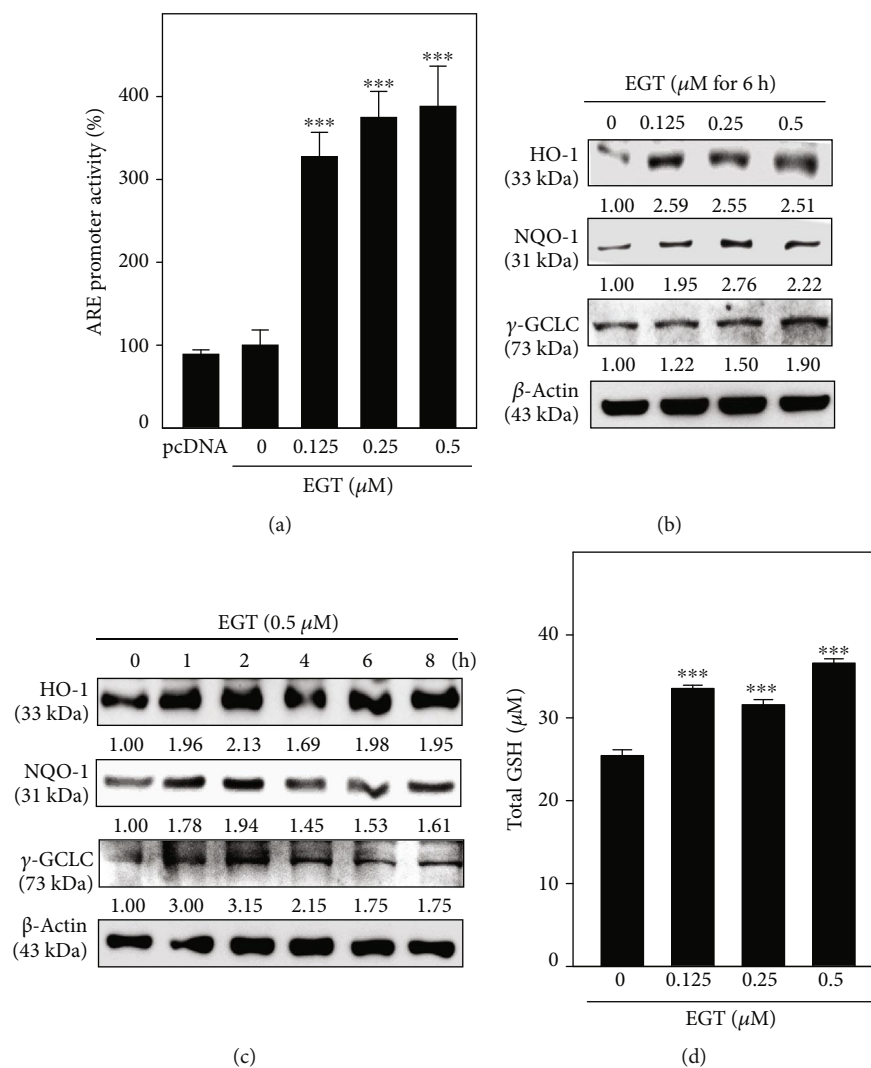 ARE promoter activity (%)
400
300
200
100
0
*** *** ***
pcDNA 0 0.125 0.25 0.5
EGT (μM)
(a)
EGT (μM for 6 h)
0 0.125 0.25 0.5
HO-1
(33 kDa)
1.00 2.59 2.55 2.51
NQO-1
(31 kDa)
1.00 1.95 2.76 2.22
γ-GCLC
(73 kDa)
1.00 1.22 1.50 1.90
β-Actin
(43 kDa)
(b)
EGT (0.5 μM)
0 1 2 4 6 8 (h)
HO-1
(33 kDa)
1.00 1.96 2.13 1.69 1.98 1.95
NQO-1
(31 kDa)
1.00 1.78 1.94 1.45 1.53 1.61
γ-GCLC
(73 kDa)
1.00 3.00 3.15 2.15 1.75 1.75
β-Actin
(43 kDa)
(c)
Total GSH (μM)
40
30
20
10
0
*** *** ***
0 0.125 0.25 0.5
EGT (μM)
(d)